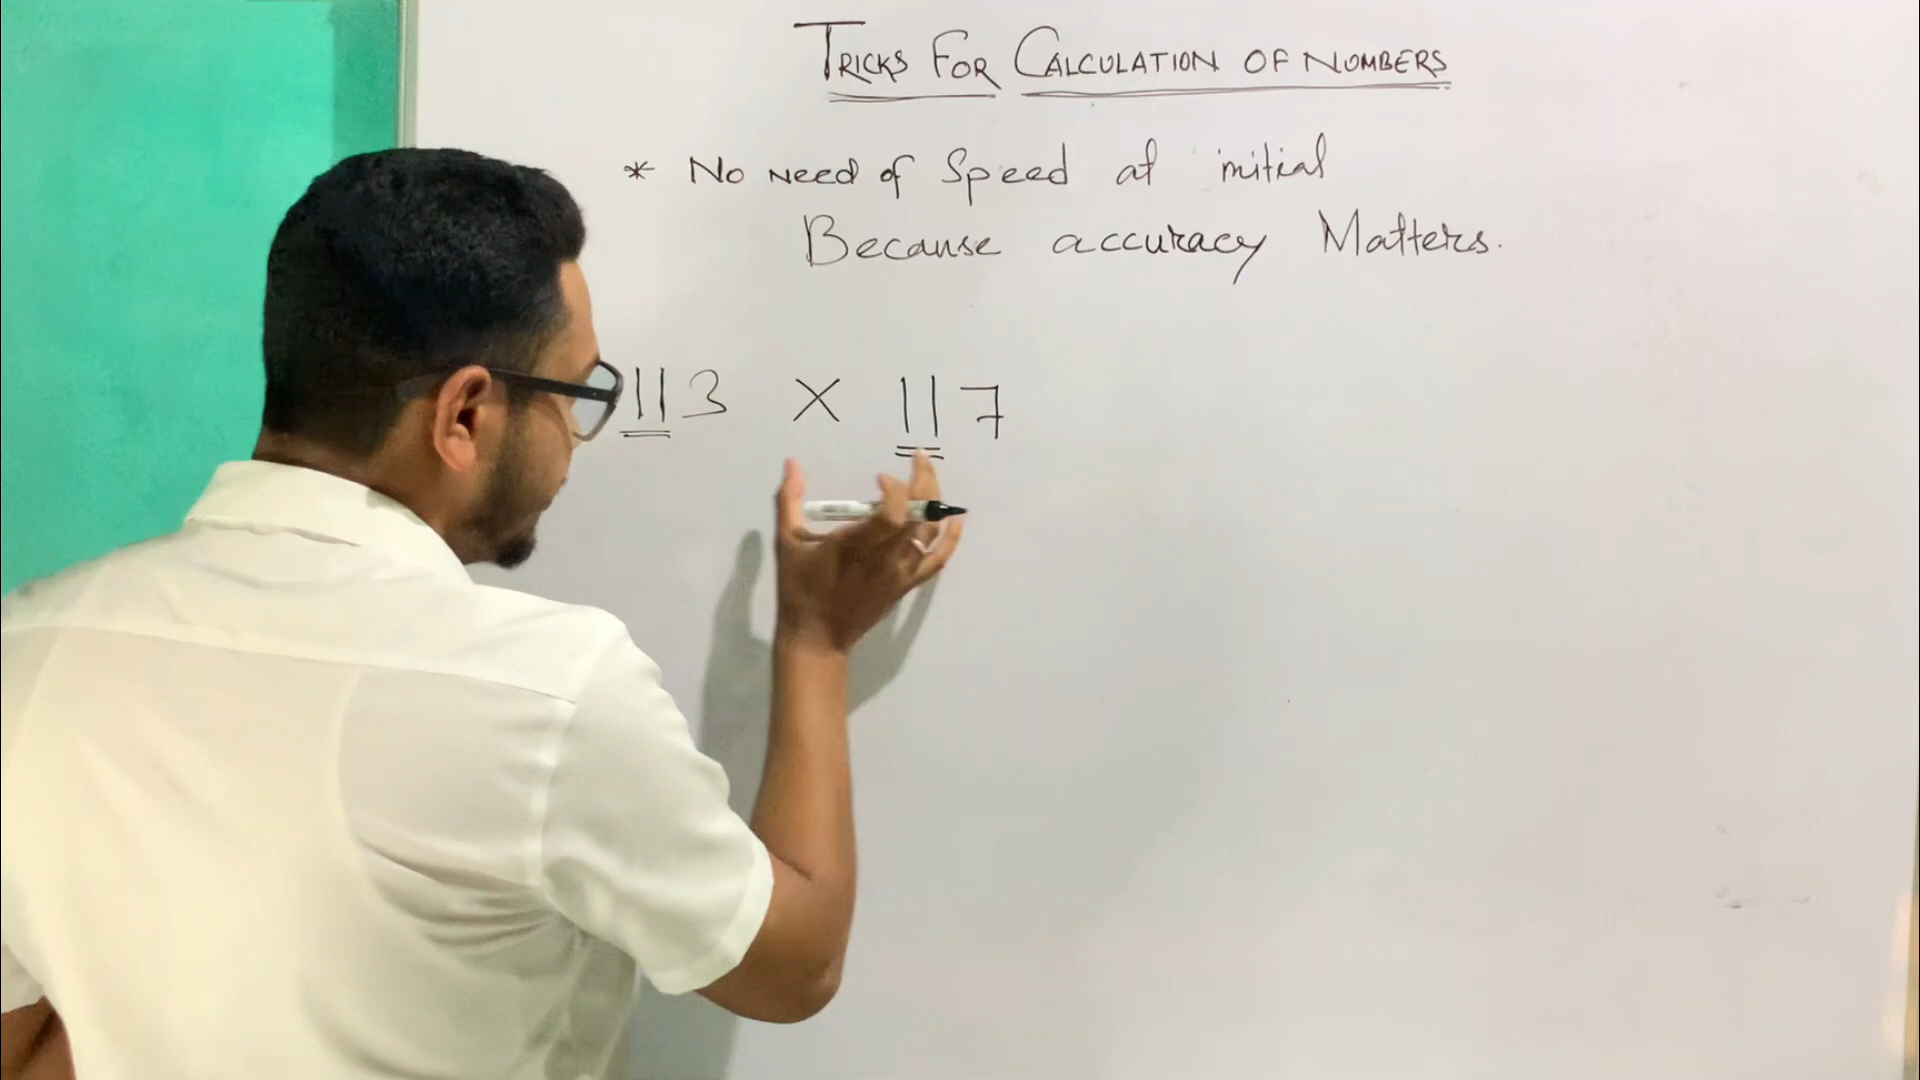 TRICKS FOR CALCULATION OF NUMBERS
* No Need of Speed at initial
Because accuracy Matters.
113 × 117